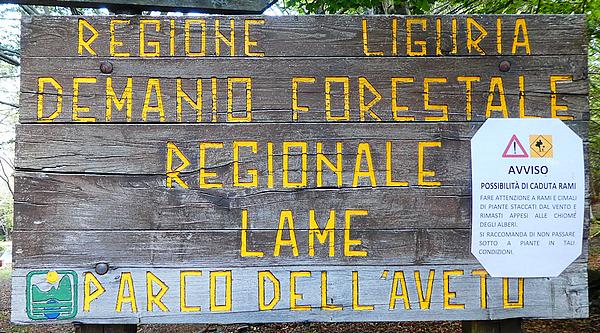 REGIONE LIGURIA
DEMANIO FORESTALE
REGIONALE
LAME
PARCO DELL'AVETO
AVVISO
POSSIBILITÀ DI CADUTA RAMI
FARE ATTENZIONE A RAMI E CIMALI
DI PIANTE STACCATI DAL VENTO E
RIMASTI APPESI ALLE CHIOME
DEGLI ALBERI.
SI RACCOMANDA DI NON PASSARE
SOTTO A PIANTE IN TALI
CONDIZIONI.